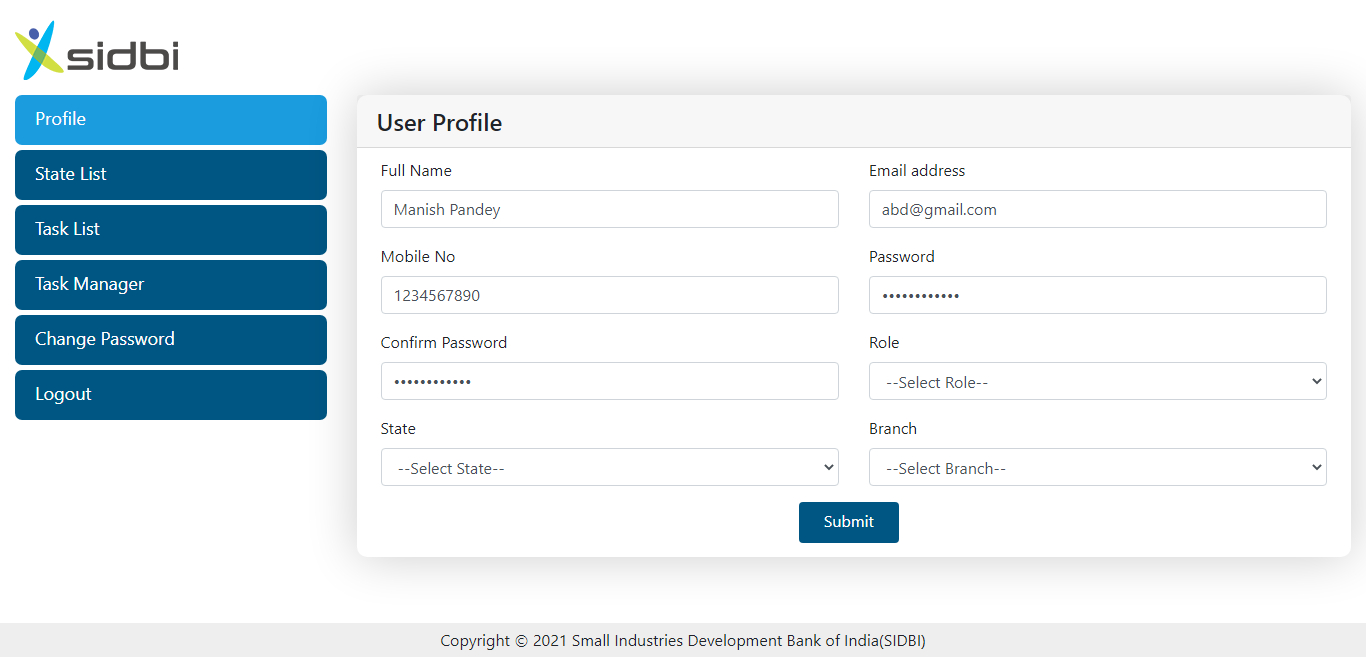 sidbi
Profile
State List
Task List
Task Manager
Change Password
Logout
User Profile
Full Name
Manish Pandey
Email address
abd@gmail.com
Mobile No
1234567890
Password
••••••••••••
Confirm Password
••••••••••••
Role
--Select Role--
State
--Select State--
Branch
--Select Branch--
Submit
Copyright © 2021 Small Industries Development Bank of India(SIDBI)